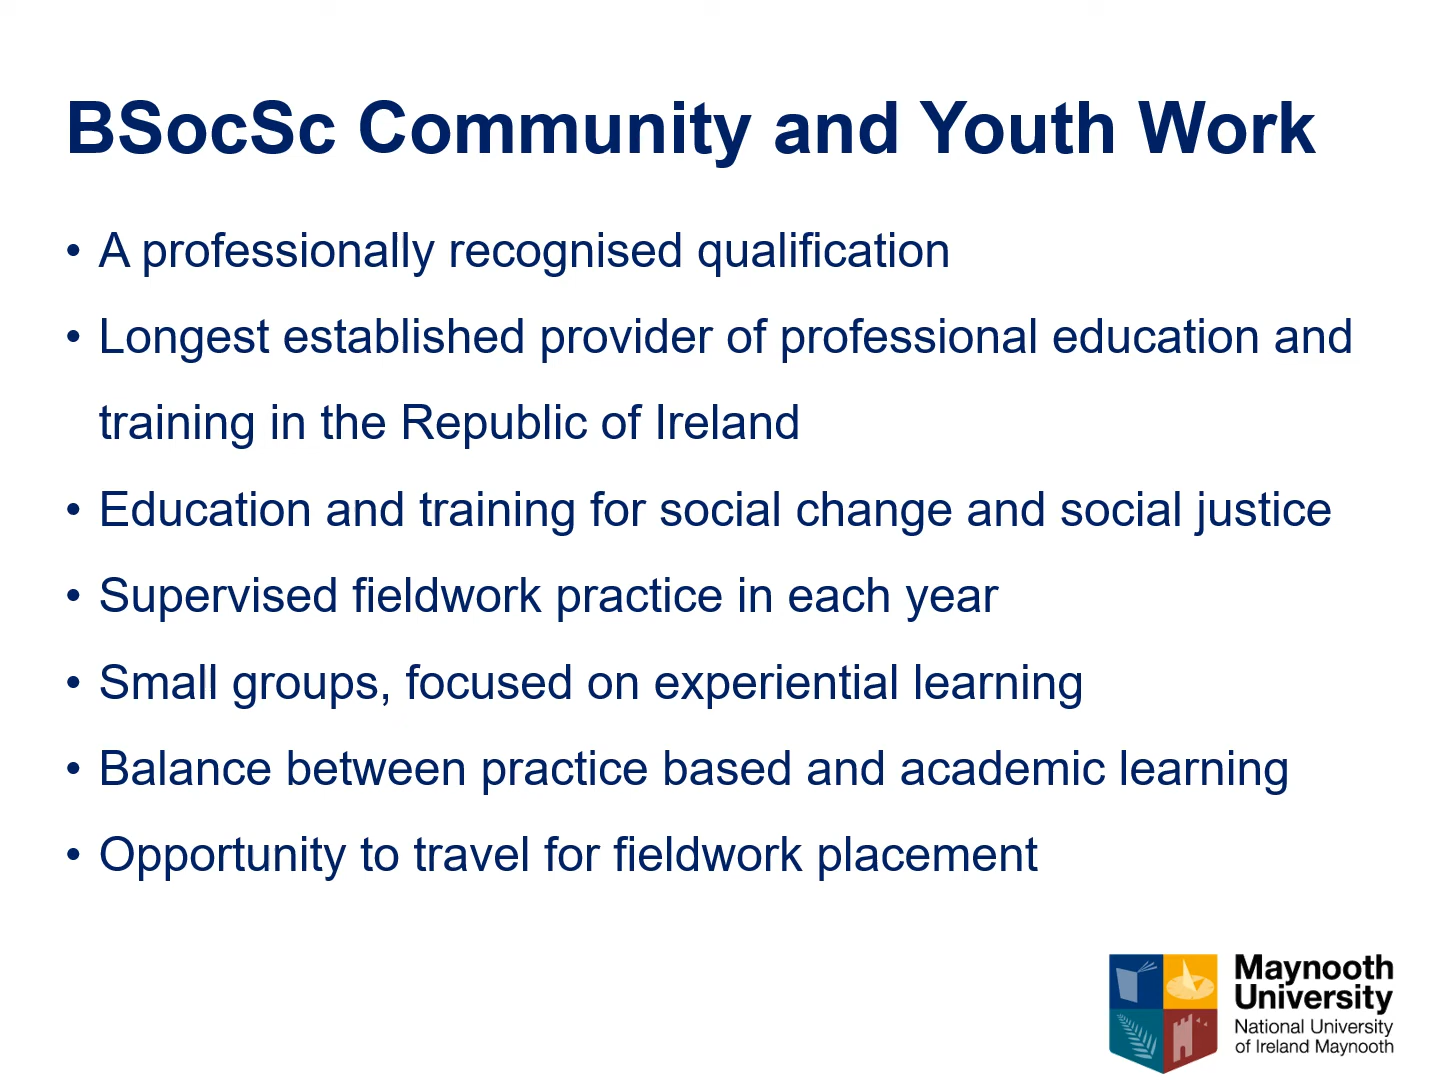 BSocSc Community and Youth Work
• A professionally recognised qualification
• Longest established provider of professional education and
training in the Republic of Ireland
• Education and training for social change and social justice
• Supervised fieldwork practice in each year
• Small groups, focused on experiential learning
• Balance between practice based and academic learning
• Opportunity to travel for fieldwork placement
Maynooth
University
National University
of Ireland Maynooth